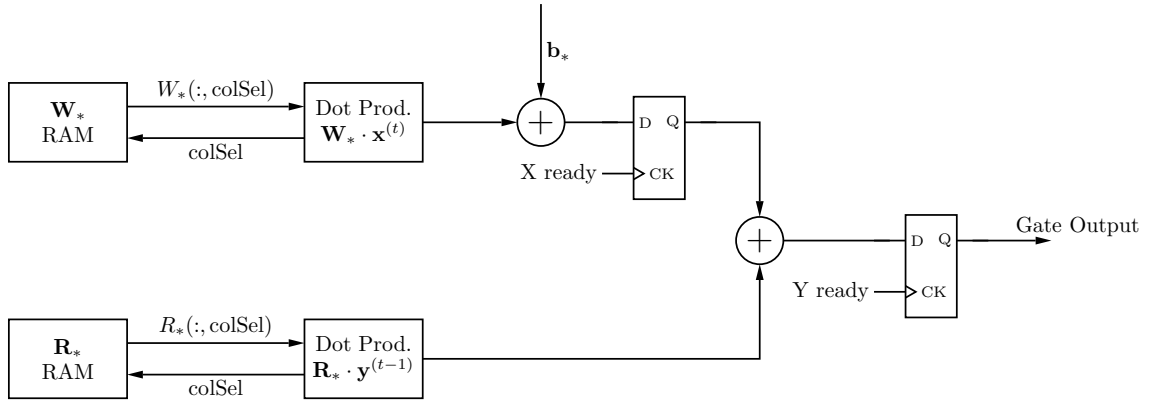 b*
W*(:, colSel)
W*
RAM
Dot Prod.
W* · x(t)
colSel
D Q
X ready
CK
Gate Output
D Q
Y ready
CK
R*(:, colSel)
R*
RAM
Dot Prod.
R* · y(t−1)
colSel